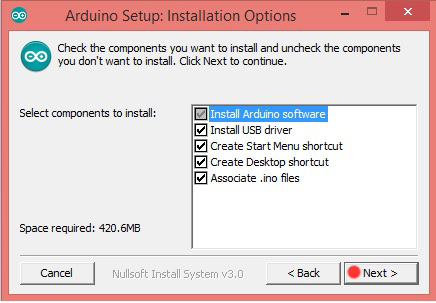 Arduino Setup: Installation Options
Check the components you want to install and uncheck the components
you don't want to install. Click Next to continue.
Select components to install:
Install Arduino software
Install USB driver
Create Start Menu shortcut
Create Desktop shortcut
Associate .ino files
Space required: 420.6MB
Cancel
Nullsoft Install System v3.0
< Back
Next >